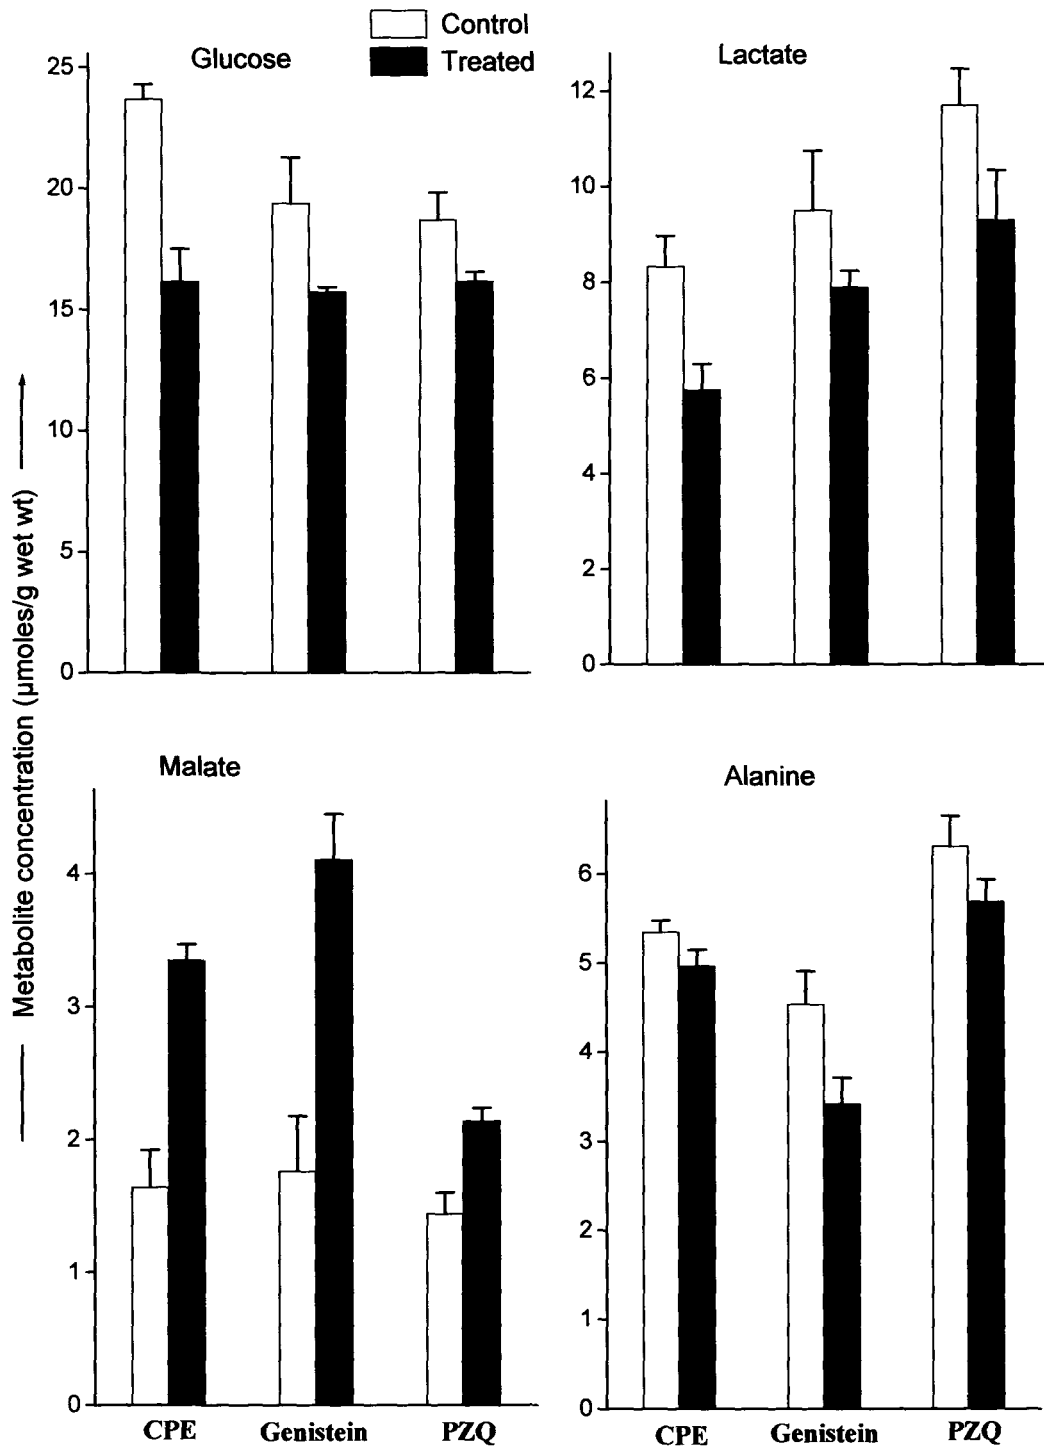 Control
Treated
Glucose
25
20
15
10
5
0
Lactate
12
10
8
6
4
2
0
Metabolite concentration (μmoles/g wet wt)
Malate
4
3
2
1
0
CPE Genistein PZQ
Alanine
6
5
4
3
2
1
0
CPE Genistein PZQ